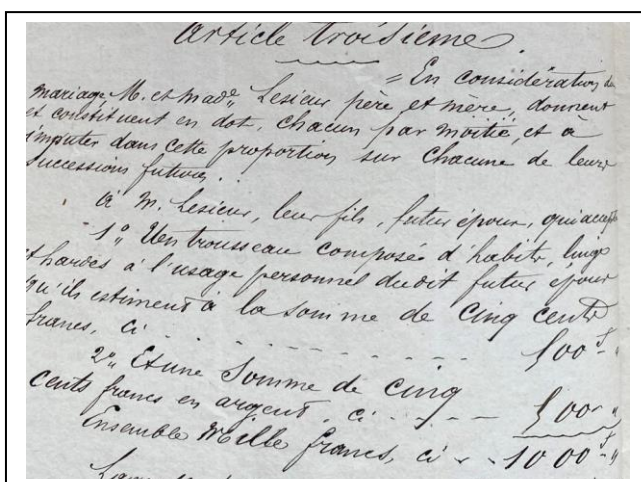 Article troisième.
= En considération du
mariage, M. et made. Lesieur père et mère, donnent
et constituent en dot, chacun par moitié, et à
imputer dans cette proportion sur chacune de leurs
successions futures.
à M. Lesieur, leur fils, futur époux, qui accepte
1° Un trousseau composé d'habits, linge
et hardes à l'usage personnel dudit futur époux
qu'ils estiment à la somme de cinq cents
francs, ci - - - - - - - - - - 500 f "
2° Et une somme de cinq
cents francs en argent, ci - - - - 500 "
Ensemble Mille francs, ci - - 1000 f "